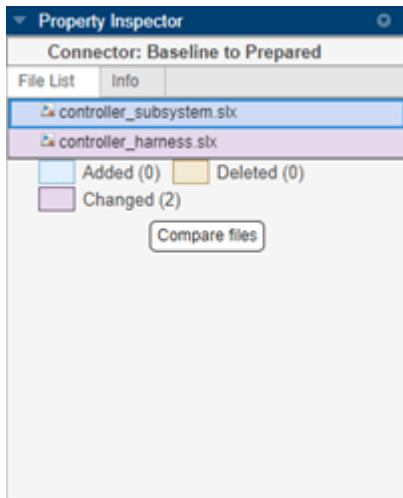 Property Inspector
Connector: Baseline to Prepared
File List Info
controller_subsystem.slx
controller_harness.slx
Added (0) Deleted (0)
Changed (2)
Compare files